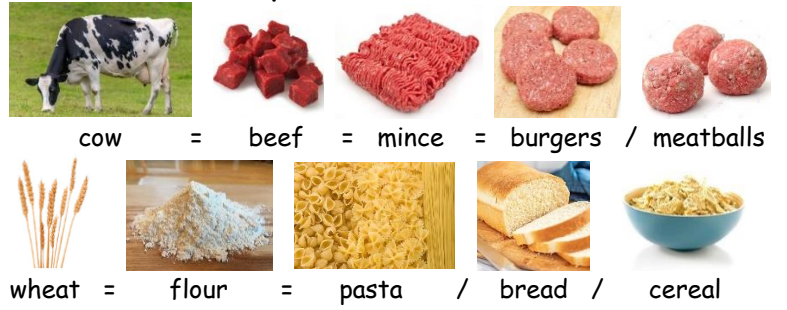 cow = beef = mince = burgers / meatballs
wheat = flour = pasta / bread / cereal